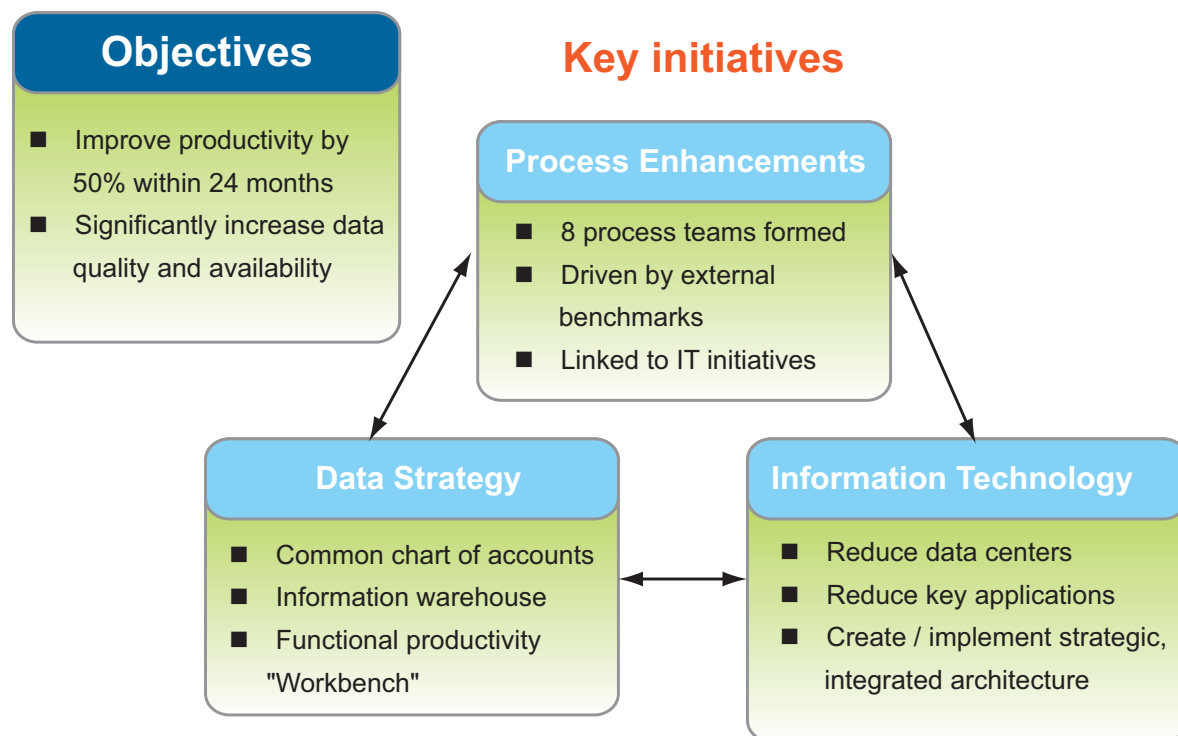 Objectives
Improve productivity by
50% within 24 months
Significantly increase data
quality and availability
Key initiatives
Process Enhancements
8 process teams formed
Driven by external
benchmarks
Linked to IT initiatives
Data Strategy
Common chart of accounts
Information warehouse
Functional productivity
"Workbench"
Information Technology
Reduce data centers
Reduce key applications
Create / implement strategic,
integrated architecture